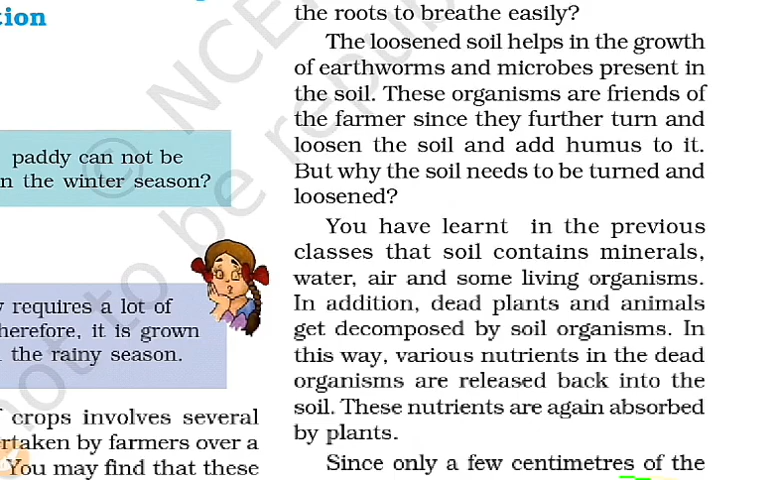 tion
paddy can not be
n the winter season?
requires a lot of
herefore, it is grown
the rainy season.
crops involves several
rtaken by farmers over a
You may find that these
the roots to breathe easily?
The loosened soil helps in the growth
of earthworms and microbes present in
the soil. These organisms are friends of
the farmer since they further turn and
loosen the soil and add humus to it.
But why the soil needs to be turned and
loosened?
You have learnt in the previous
classes that soil contains minerals,
water, air and some living organisms.
In addition, dead plants and animals
get decomposed by soil organisms. In
this way, various nutrients in the dead
organisms are released back into the
soil. These nutrients are again absorbed
by plants.
Since only a few centimetres of the
© NCE
not to be republ